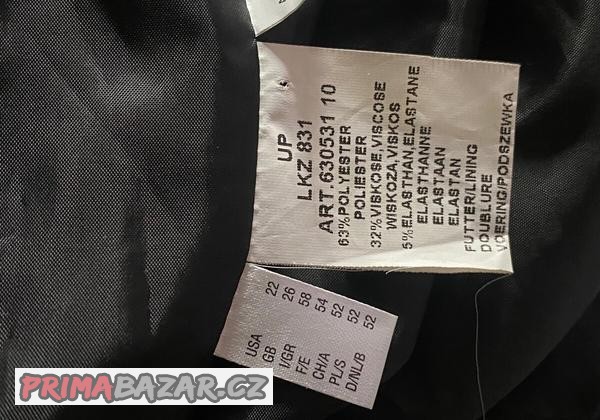 UP
LKZ 831
ART.630531 10
63%POLYESTER
POLIESTER
32%VISKOSE,VISCOSE
WISKOZA,VISKOS
5%ELASTHAN,ELASTANE
ELASTHANNE
ELASTAAN
ELASTAN
FUTTER/LINING
DOUBLURE
VOERING/PODSZEWKA
USA 22
GB 26
I/GR 58
F/E 54
CH/A 52
PL/S 52
D/NL/B 52
PRIMABAZAR.CZ